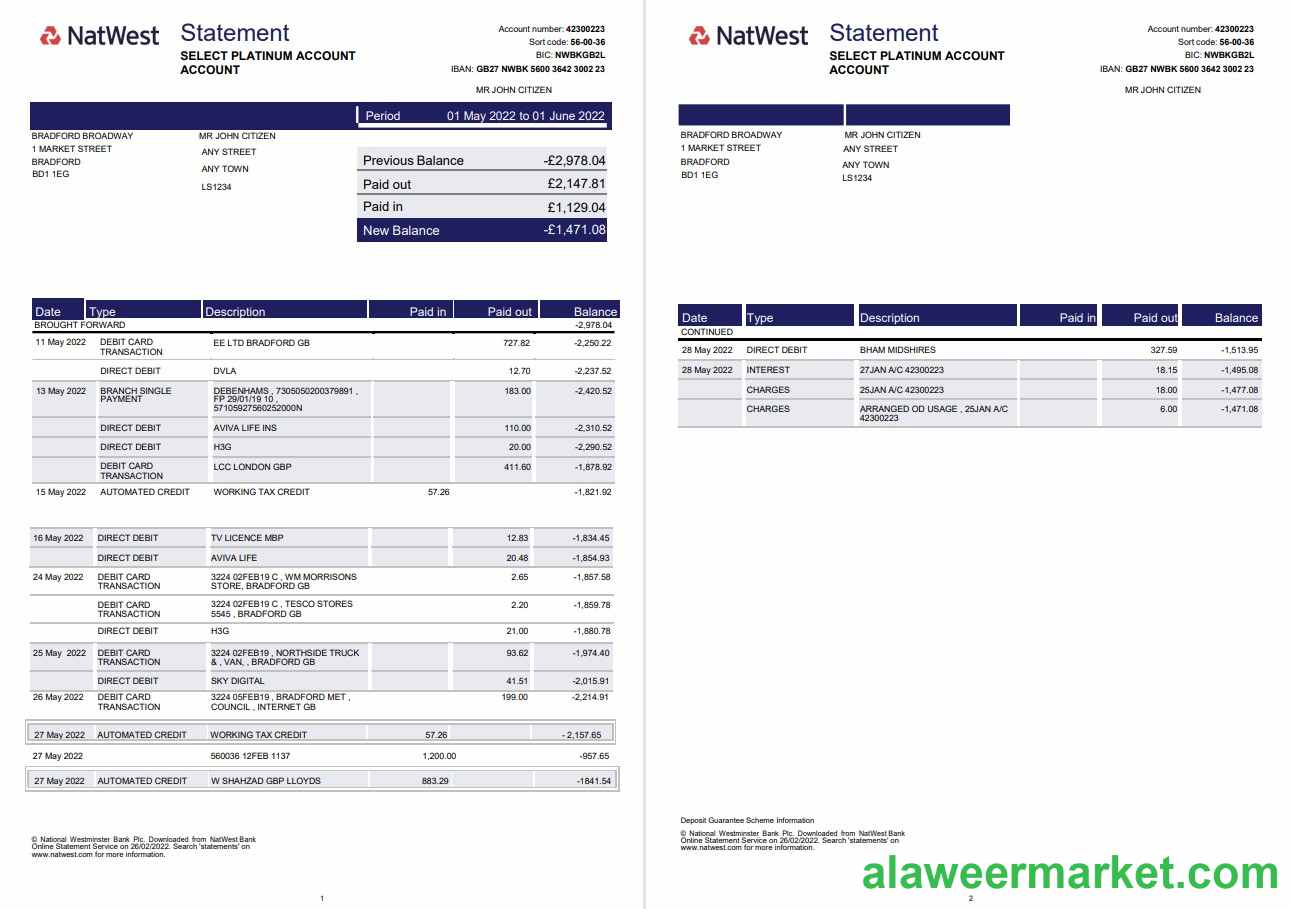 NatWest
Statement
SELECT PLATINUM ACCOUNT
ACCOUNT
Account number: 42300223
Sort code: 56-00-36
BIC: NWBKGB2L
IBAN: GB27 NWBK 5600 3642 3002 23
MR JOHN CITIZEN
Period 01 May 2022 to 01 June 2022
BRADFORD BROADWAY
1 MARKET STREET
BRADFORD
BD1 1EG
MR JOHN CITIZEN
ANY STREET
ANY TOWN
LS1234
Previous Balance -£2,978.04
Paid out £2,147.81
Paid in £1,129.04
New Balance -£1,471.08
Date Type Description Paid in Paid out Balance
BROUGHT FORWARD -2,978.04
11 May 2022 DEBIT CARD EE LTD BRADFORD GB 727.82 -2,250.22
TRANSACTION
DIRECT DEBIT DVLA 12.70 -2,237.52
13 May 2022 BRANCH SINGLE DEBENHAMS , 7305050200379891 , 183.00 -2,420.52
PAYMENT FP 29/01/19 10 ,
57105927560252000N
DIRECT DEBIT AVIVA LIFE INS 110.00 -2,310.52
DIRECT DEBIT H3G 20.00 -2,290.52
DEBIT CARD LCC LONDON GBP 411.60 -1,878.92
TRANSACTION
15 May 2022 AUTOMATED CREDIT WORKING TAX CREDIT 57.26 -1,821.92
16 May 2022 DIRECT DEBIT TV LICENCE MBP 12.83 -1,834.45
DIRECT DEBIT AVIVA LIFE 20.48 -1,854.93
24 May 2022 DEBIT CARD 3224 02FEB19 C , WM MORRISONS 2.65 -1,857.58
TRANSACTION STORE, BRADFORD GB
DEBIT CARD 3224 02FEB19 C , TESCO STORES 2.20 -1,859.78
TRANSACTION 5545 , BRADFORD GB
DIRECT DEBIT H3G 21.00 -1,880.78
25 May 2022 DEBIT CARD 3224 02FEB19 , NORTHSIDE TRUCK 93.62 -1,974.40
TRANSACTION & , VAN, , BRADFORD GB
DIRECT DEBIT SKY DIGITAL 41.51 -2,015.91
26 May 2022 DEBIT CARD 3224 05FEB19 , BRADFORD MET , 199.00 -2,214.91
TRANSACTION COUNCIL , INTERNET GB
27 May 2022 AUTOMATED CREDIT WORKING TAX CREDIT 57.26 - 2,157.65
27 May 2022 560036 12FEB 1137 1,200.00 -957.65
27 May 2022 AUTOMATED CREDIT W SHAHZAD GBP LLOYDS 883.29 -1841.54
© National Westminster Bank Plc. Downloaded from NatWest Bank
Online Statement Service on 26/02/2022. Search 'statements' on
www.natwest.com for more information.
1
NatWest
Statement
SELECT PLATINUM ACCOUNT
ACCOUNT
Account number: 42300223
Sort code: 56-00-36
BIC: NWBKGB2L
IBAN: GB27 NWBK 5600 3642 3002 23
MR JOHN CITIZEN
BRADFORD BROADWAY
1 MARKET STREET
BRADFORD
BD1 1EG
MR JOHN CITIZEN
ANY STREET
ANY TOWN
LS1234
Date Type Description Paid in Paid out Balance
CONTINUED
28 May 2022 DIRECT DEBIT BHAM MIDSHIRES 327.59 -1,513.95
28 May 2022 INTEREST 27JAN A/C 42300223 18.15 -1,495.08
CHARGES 25JAN A/C 42300223 18.00 -1,477.08
CHARGES ARRANGED OD USAGE , 25JAN A/C 6.00 -1,471.08
42300223
Deposit Guarantee Scheme Information
© National Westminster Bank Plc. Downloaded from NatWest Bank
Online Statement Service on 26/02/2022. Search 'statements' on
www.natwest.com for more information.
alaweermarket.com
2